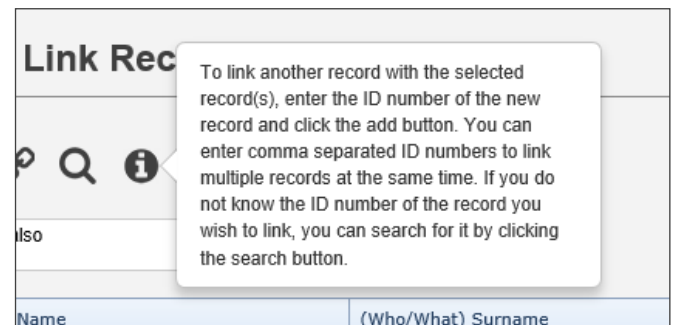 Link Rec
To link another record with the selected
record(s), enter the ID number of the new
record and click the add button. You can
enter comma separated ID numbers to link
multiple records at the same time. If you do
not know the ID number of the record you
wish to link, you can search for it by clicking
the search button.
also
Name
(Who/What) Surname